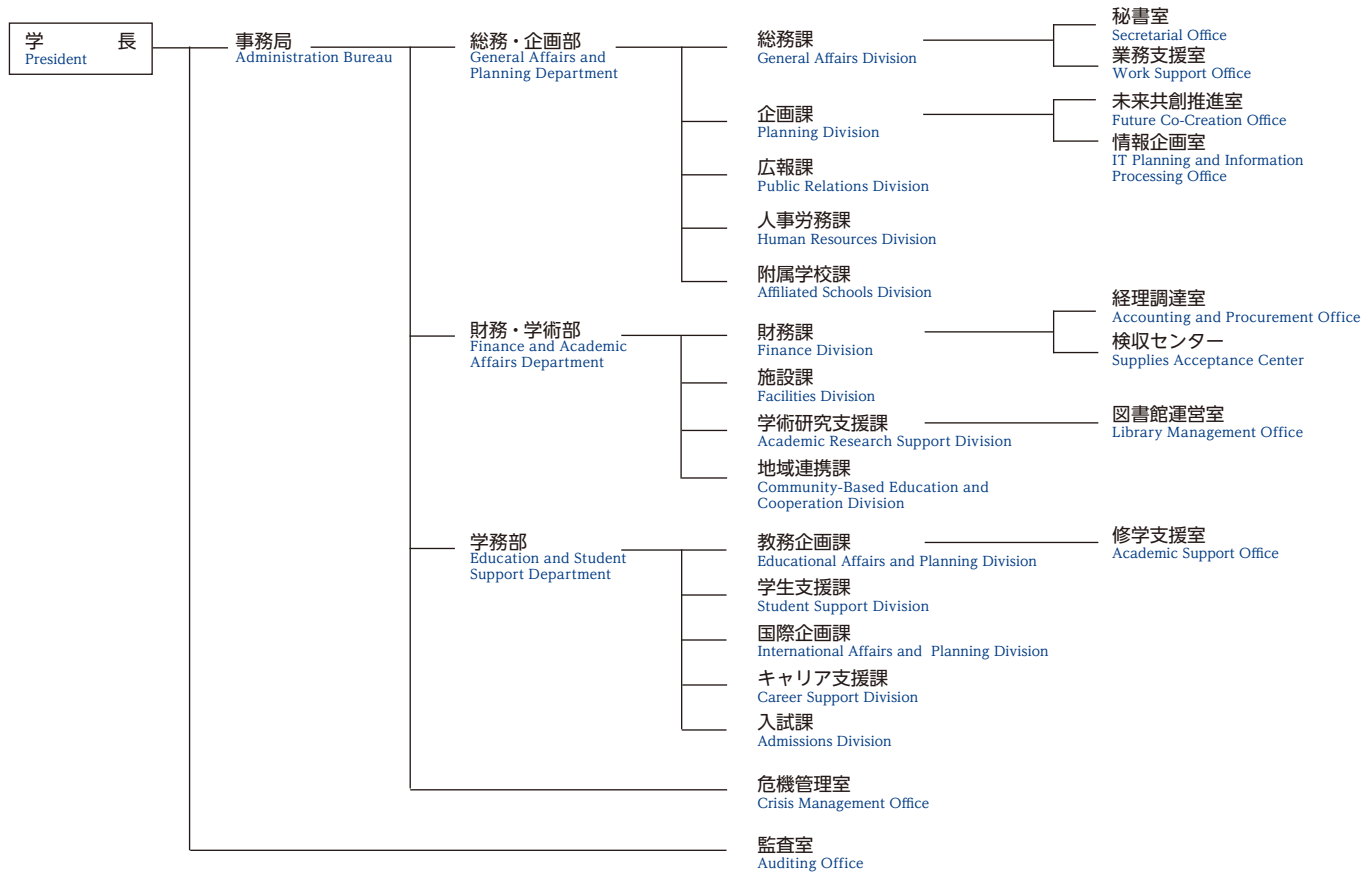 学　長
President
事務局
Administration Bureau
総務・企画部
General Affairs and
Planning Department
総務課
General Affairs Division
秘書室
Secretarial Office
業務支援室
Work Support Office
企画課
Planning Division
未来共創推進室
Future Co-Creation Office
情報企画室
IT Planning and Information
Processing Office
広報課
Public Relations Division
人事労務課
Human Resources Division
附属学校課
Affiliated Schools Division
財務・学術部
Finance and Academic
Affairs Department
財務課
Finance Division
経理調達室
Accounting and Procurement Office
検収センター
Supplies Acceptance Center
施設課
Facilities Division
学術研究支援課
Academic Research Support Division
図書館運営室
Library Management Office
地域連携課
Community-Based Education and
Cooperation Division
学務部
Education and Student
Support Department
教務企画課
Educational Affairs and Planning Division
修学支援室
Academic Support Office
学生支援課
Student Support Division
国際企画課
International Affairs and  Planning Division
キャリア支援課
Career Support Division
入試課
Admissions Division
危機管理室
Crisis Management Office
監査室
Auditing Office